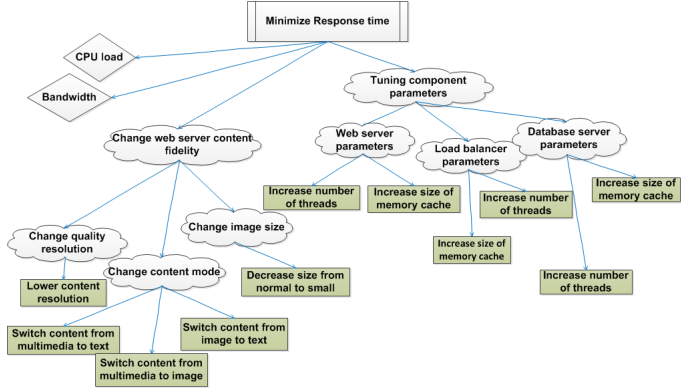 Minimize Response time
CPU load
Bandwidth
Tuning component
parameters
Change web server content
fidelity
Web server
parameters
Load balancer
parameters
Database server
parameters
Increase number
of threads
Increase size of
memory cache
Increase number of
threads
Increase size of
memory cache
Increase size of
memory cache
Increase number
of threads
Change quality
resolution
Change image size
Change content mode
Lower content
resolution
Decrease size from
normal to small
Switch content from
multimedia to text
Switch content from
image to text
Switch content from
multimedia to image